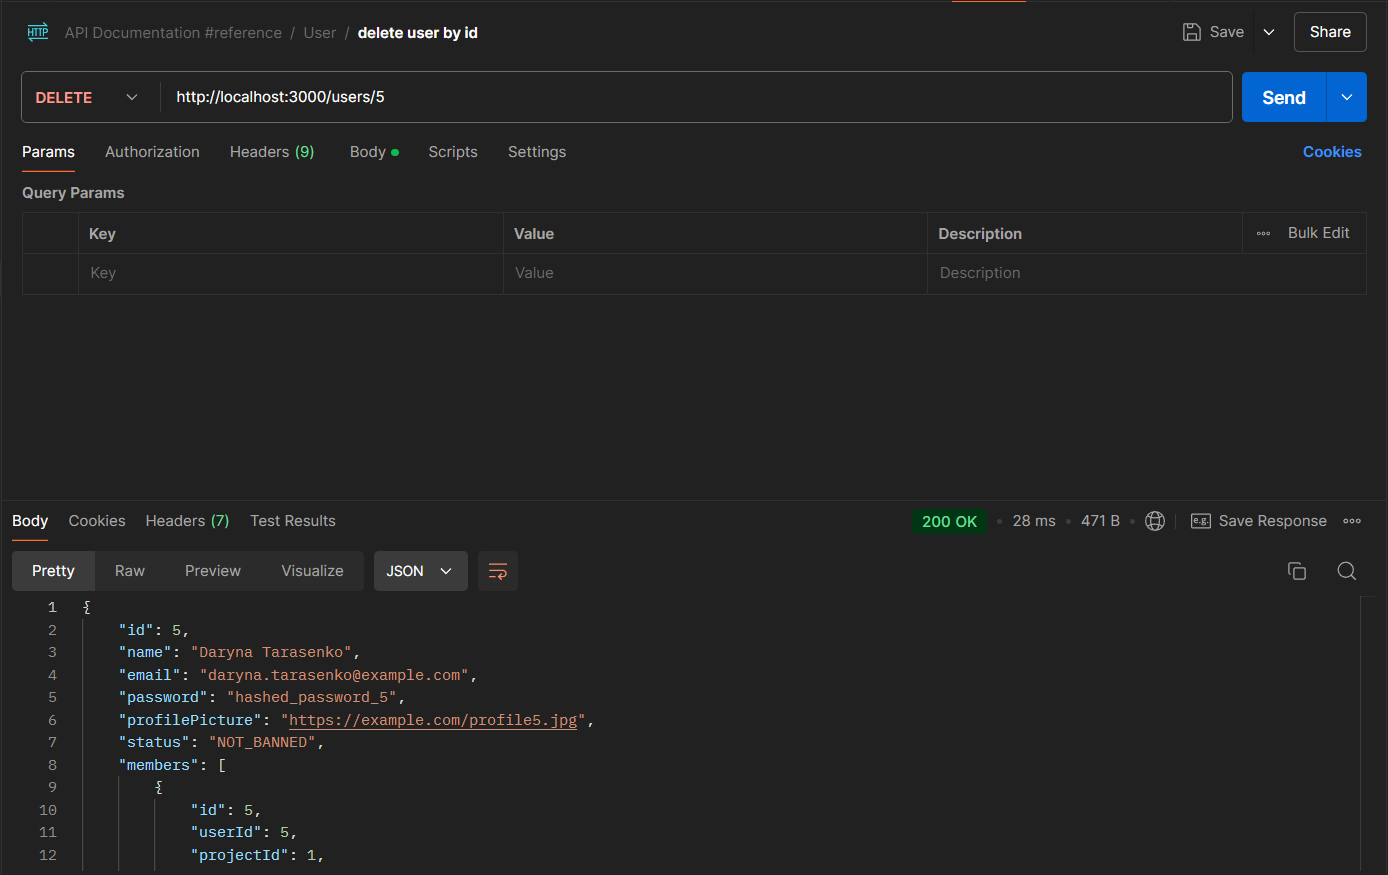 HTTP API Documentation #reference / User / delete user by id Save Share
DELETE http://localhost:3000/users/5 Send
Params Authorization Headers (9) Body Scripts Settings Cookies
Query Params
Key Value Description Bulk Edit
Key Value Description
Body Cookies Headers (7) Test Results 200 OK 28 ms 471 B e.g. Save Response
Pretty Raw Preview Visualize JSON
1 {
2 "id": 5,
3 "name": "Daryna Tarasenko",
4 "email": "daryna.tarasenko@example.com",
5 "password": "hashed_password_5",
6 "profilePicture": "https://example.com/profile5.jpg",
7 "status": "NOT_BANNED",
8 "members": [
9 {
10 "id": 5,
11 "userId": 5,
12 "projectId": 1,